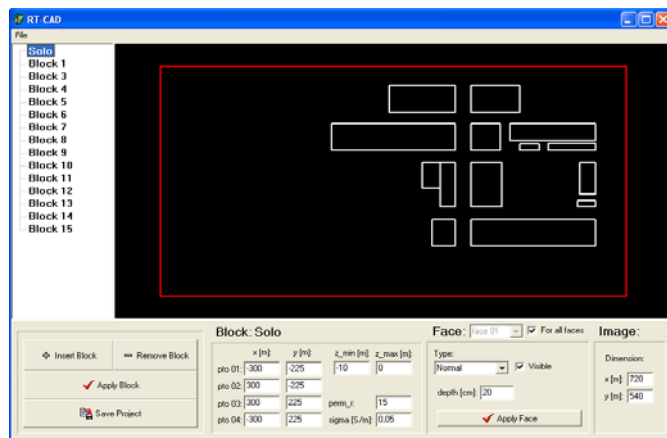 RT-CAD
File
Solo
Block 1
Block 3
Block 4
Block 5
Block 6
Block 7
Block 8
Block 9
Block 10
Block 11
Block 12
Block 13
Block 14
Block 15
Insert Block
Remove Block
Apply Block
Save Project
Block: Solo
x [m]: y [m]: z_min [m]: z_max [m]:
pto 01: -300 -225 -10 0
pto 02: 300 -225
pto 03: 300 225 perm_r: 15
pto 04: -300 225 sigma [S/m]: 0.05
Face: face 01 For all faces
Type:
Normal Visible
depth [cm]: 20
Apply Face
Image:
Dimension:
x [m]: 720
y [m]: 540